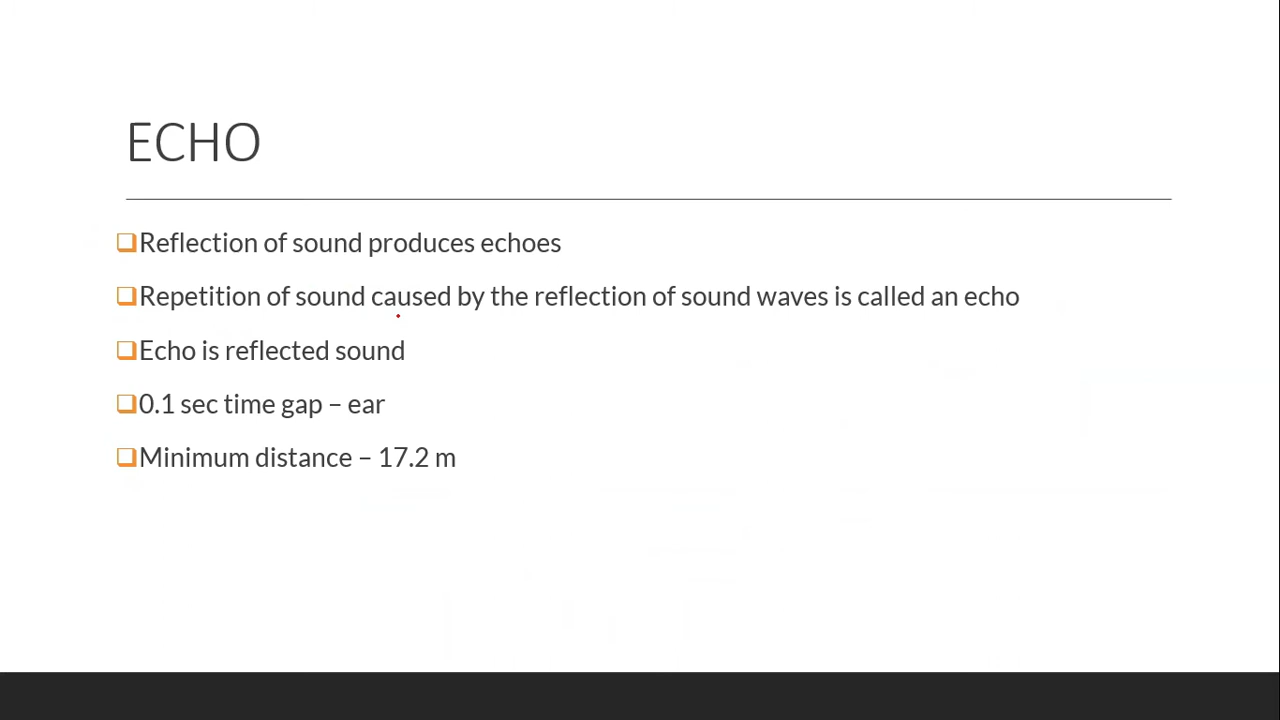 ECHO
Reflection of sound produces echoes
Repetition of sound caused by the reflection of sound waves is called an echo
Echo is reflected sound
0.1 sec time gap – ear
Minimum distance – 17.2 m